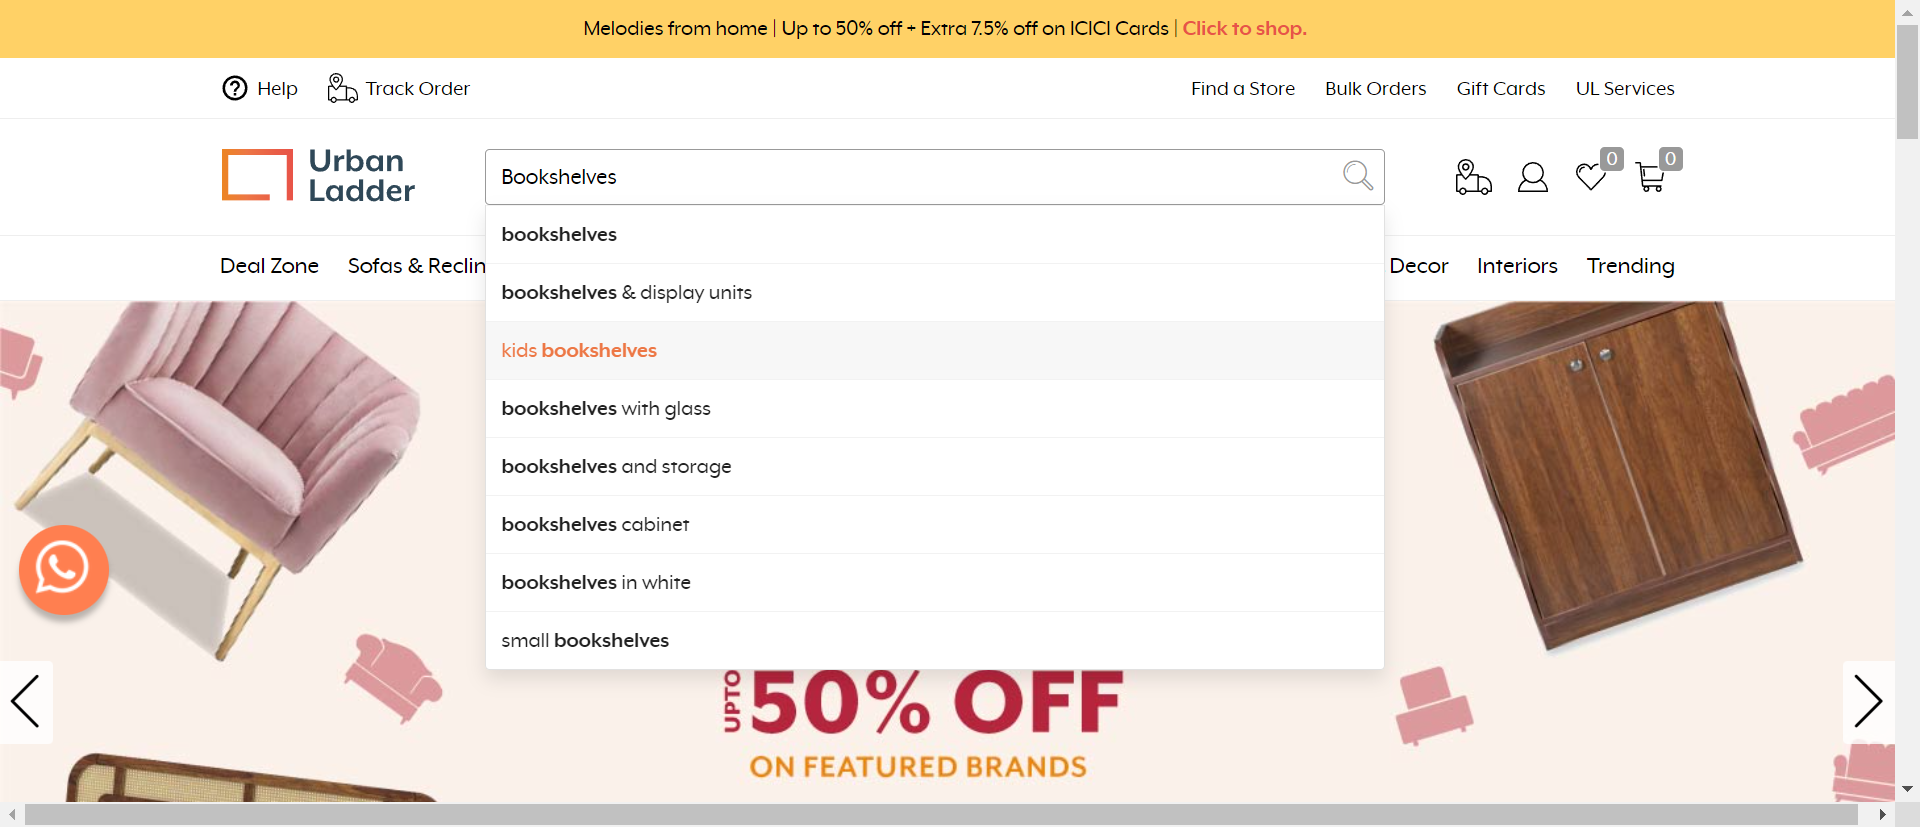 Melodies from home | Up to 50% off + Extra 7.5% off on ICICI Cards | Click to shop.
Help
Track Order
Find a Store
Bulk Orders
Gift Cards
UL Services
Urban
Ladder
Bookshelves
0
0
Deal Zone
Sofas & Reclin
Decor
Interiors
Trending
bookshelves
bookshelves & display units
kids bookshelves
bookshelves with glass
bookshelves and storage
bookshelves cabinet
bookshelves in white
small bookshelves
UPTO 50% OFF
ON FEATURED BRANDS